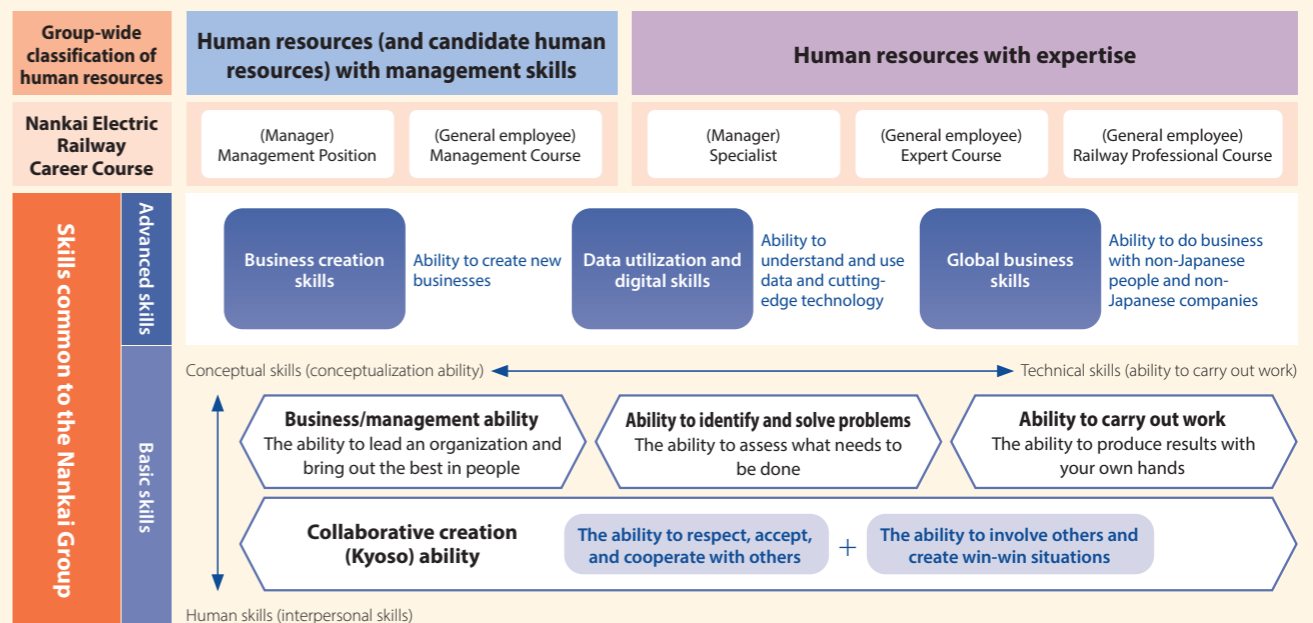 Group-wide
classification of
human resources
Human resources (and candidate human
resources) with management skills
Human resources with expertise
Nankai Electric
Railway
Career Course
(Manager)
Management Position
(General employee)
Management Course
(Manager)
Specialist
(General employee)
Expert Course
(General employee)
Railway Professional Course
Skills common to the Nankai Group
Advanced skills
Business creation
skills
Ability to create new
businesses
Data utilization and
digital skills
Ability to
understand and use
data and cutting-
edge technology
Global business
skills
Ability to do business
with non-Japanese
people and non-
Japanese companies
Basic skills
Conceptual skills (conceptualization ability)
Technical skills (ability to carry out work)
Business/management ability
The ability to lead an organization and
bring out the best in people
Ability to identify and solve problems
The ability to assess what needs to
be done
Ability to carry out work
The ability to produce results with
your own hands
Collaborative creation
(Kyoso) ability
The ability to respect, accept,
and cooperate with others
+
The ability to involve others and
create win-win situations
Human skills (interpersonal skills)